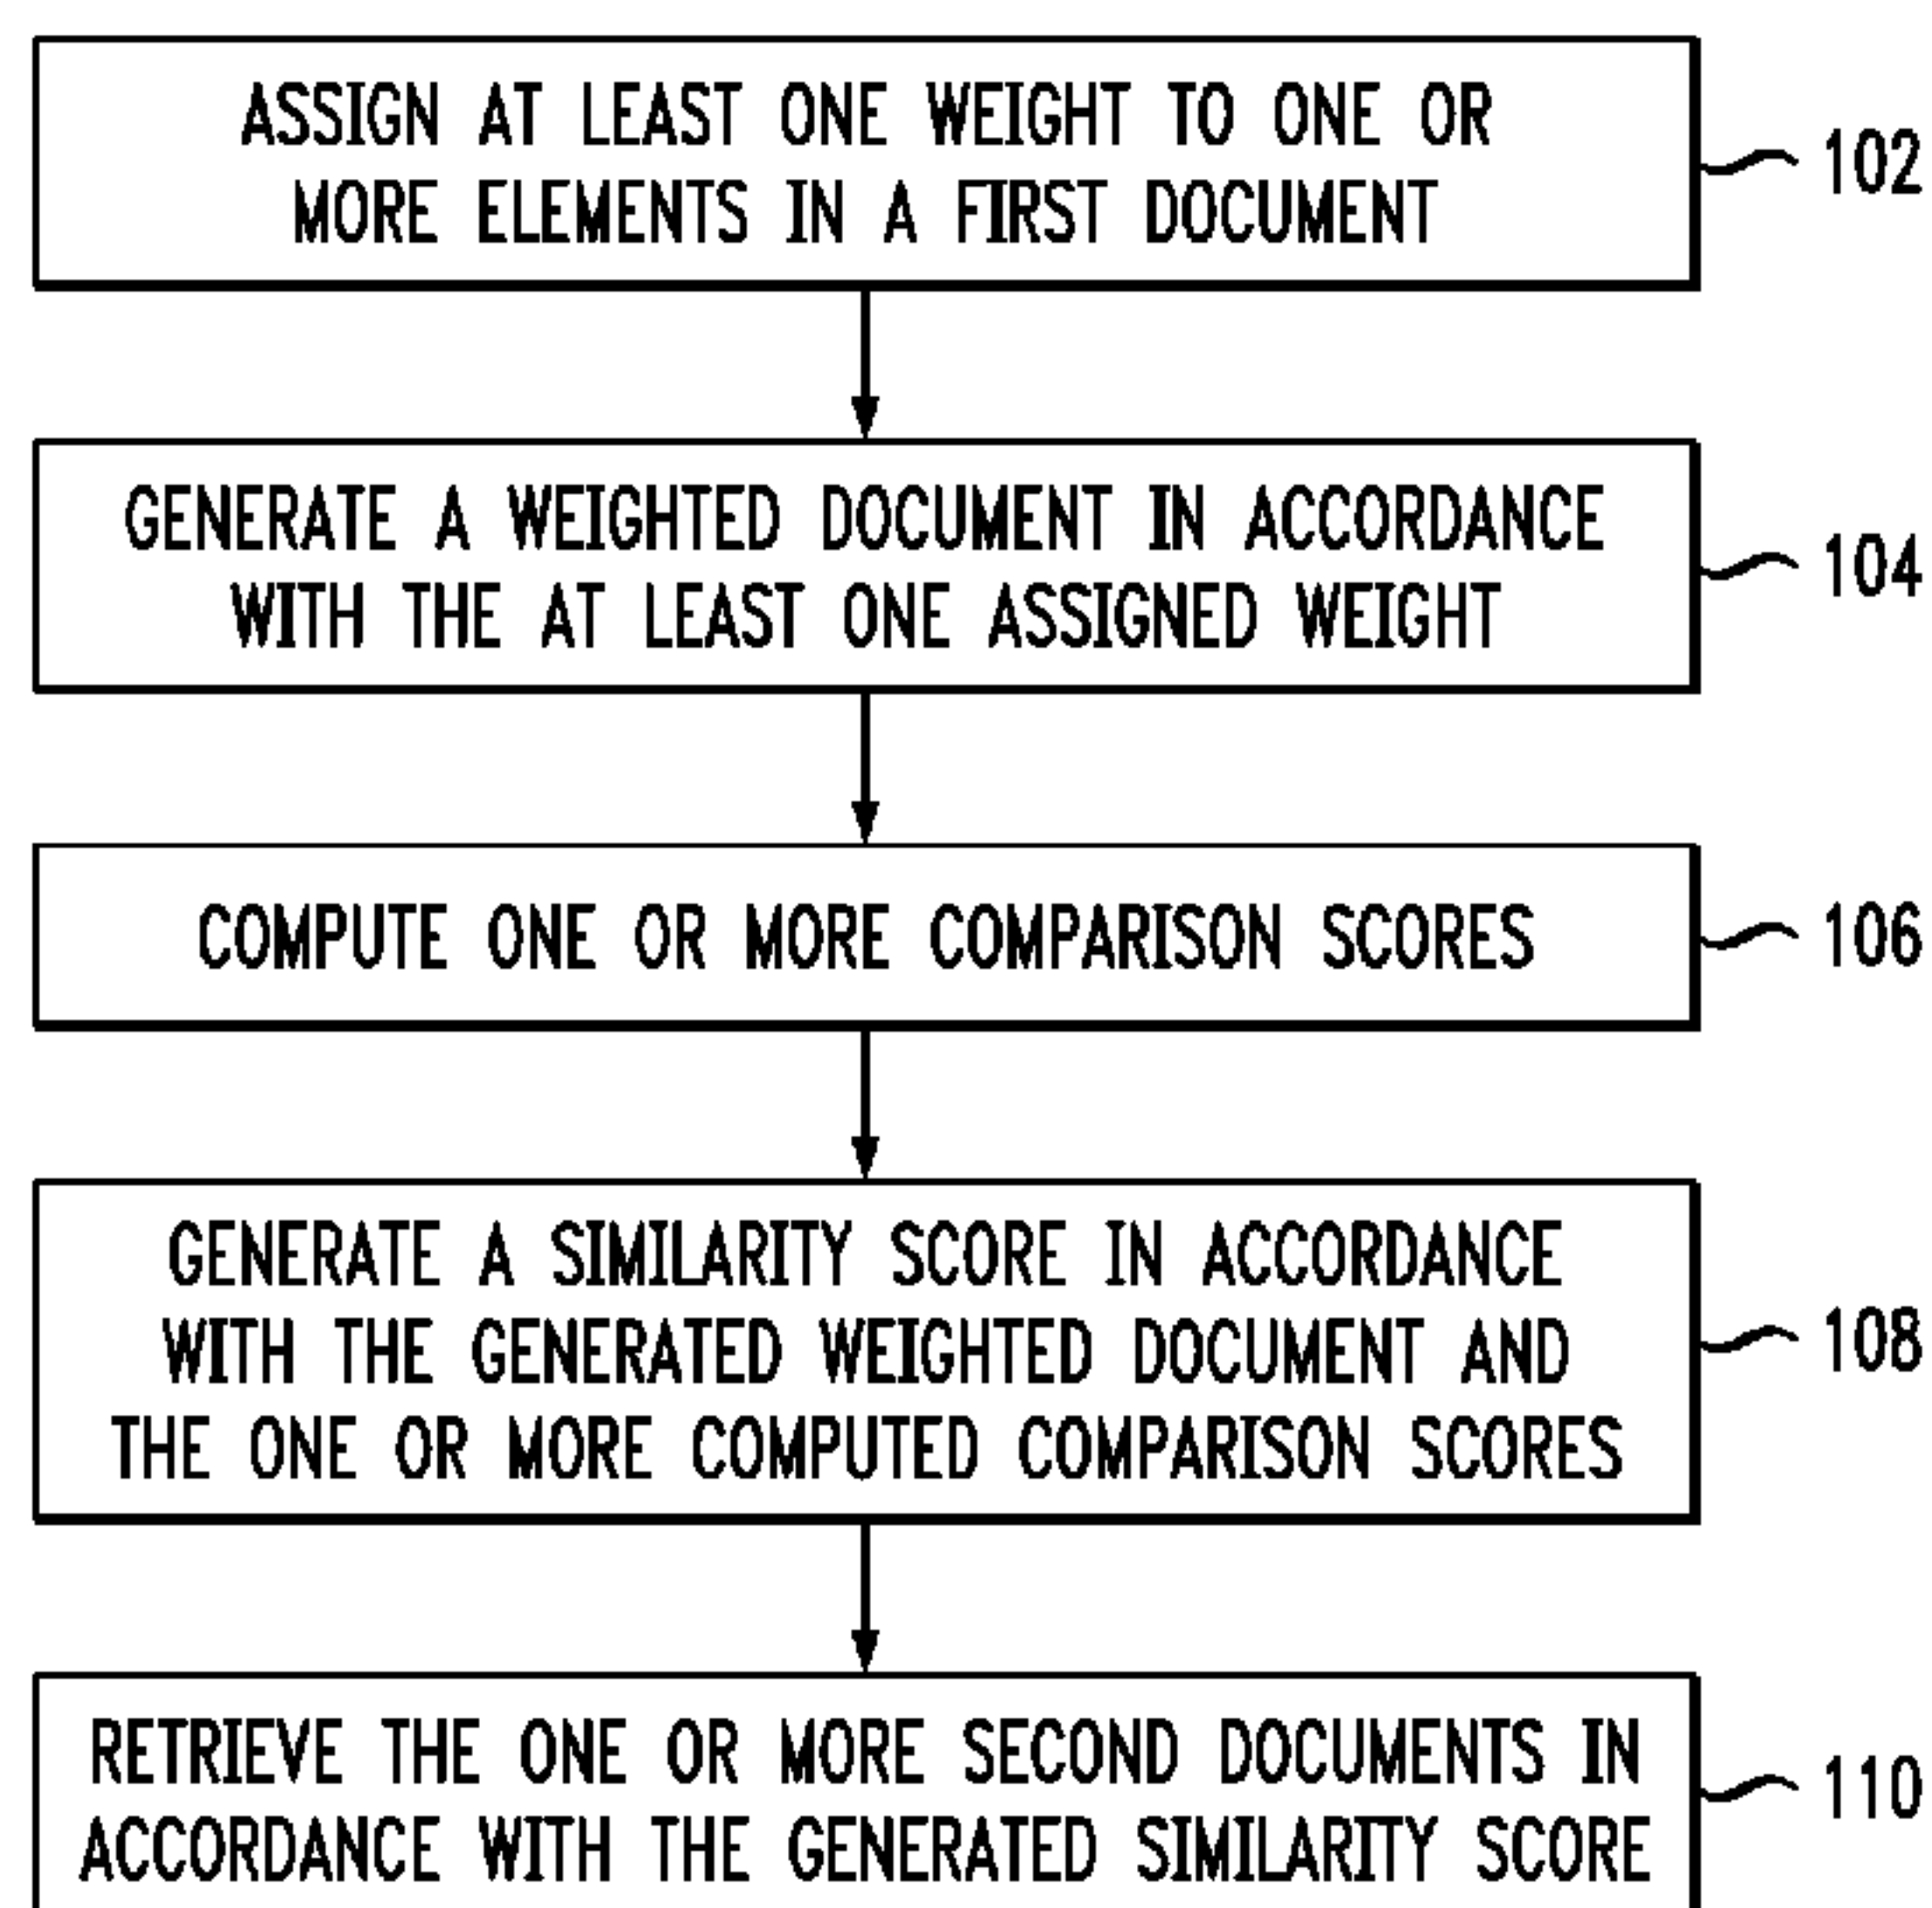 ASSIGN AT LEAST ONE WEIGHT TO ONE OR
MORE ELEMENTS IN A FIRST DOCUMENT
102
GENERATE A WEIGHTED DOCUMENT IN ACCORDANCE
WITH THE AT LEAST ONE ASSIGNED WEIGHT
104
COMPUTE ONE OR MORE COMPARISON SCORES
106
GENERATE A SIMILARITY SCORE IN ACCORDANCE
WITH THE GENERATED WEIGHTED DOCUMENT AND
THE ONE OR MORE COMPUTED COMPARISON SCORES
108
RETRIEVE THE ONE OR MORE SECOND DOCUMENTS IN
ACCORDANCE WITH THE GENERATED SIMILARITY SCORE
110